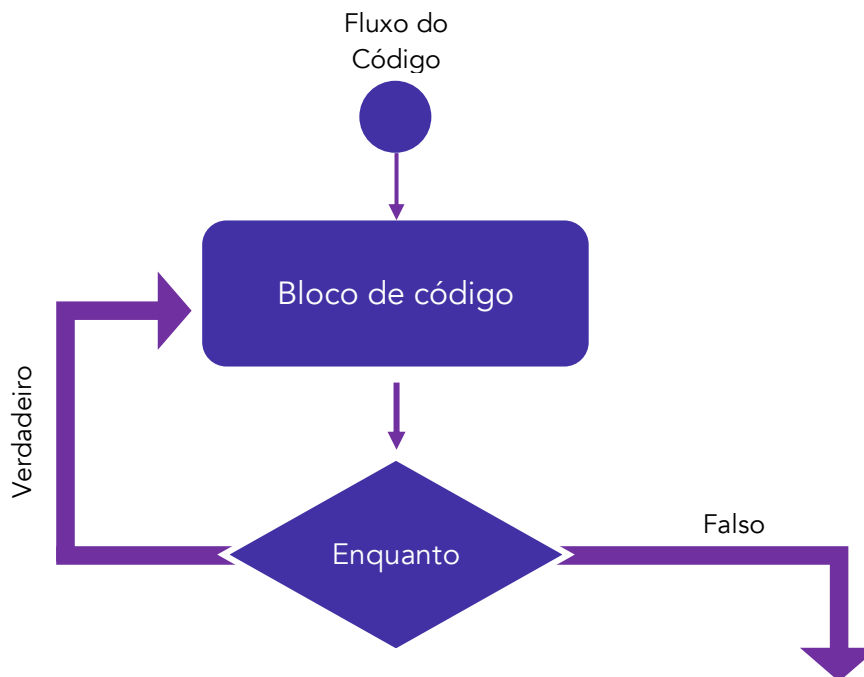 Fluxo do
Código
Bloco de código
Verdadeiro
Enquanto
Falso